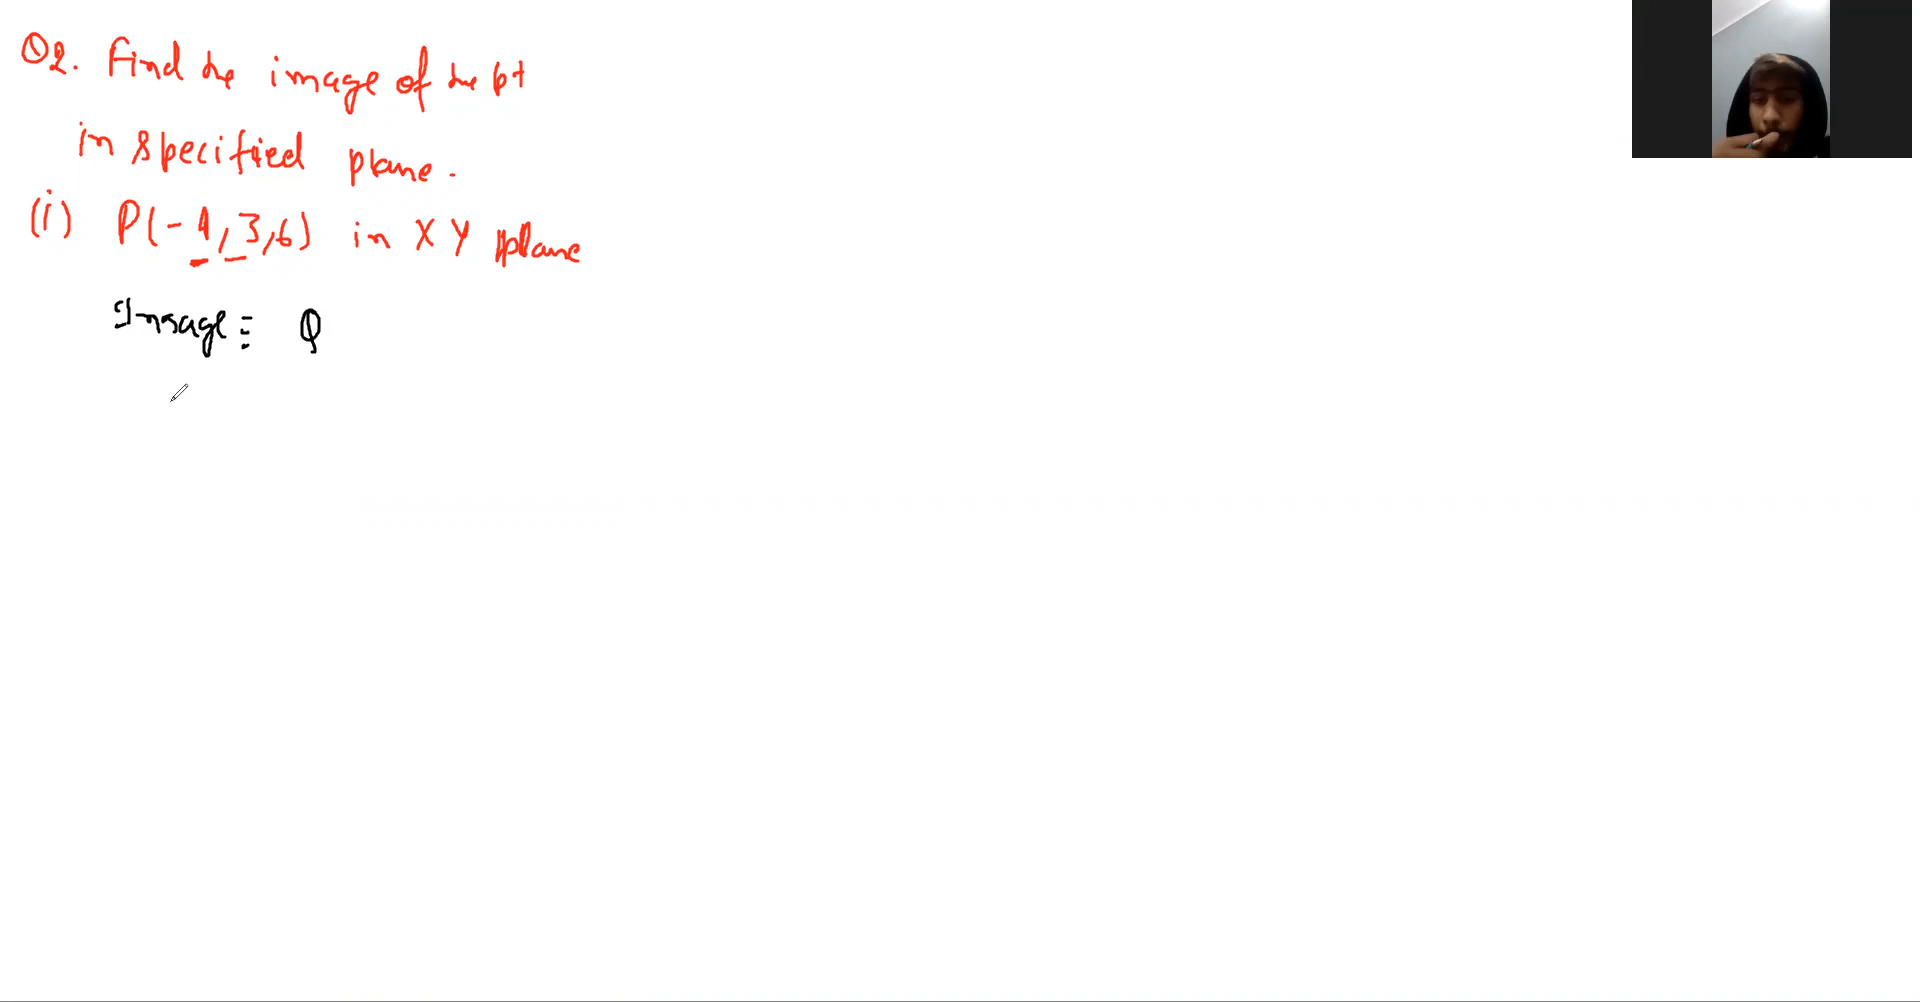 Q2. Find the image of the pt
in specified plane.
(i) P(-4, 3, 6) in XY plane
Image ≡ Q